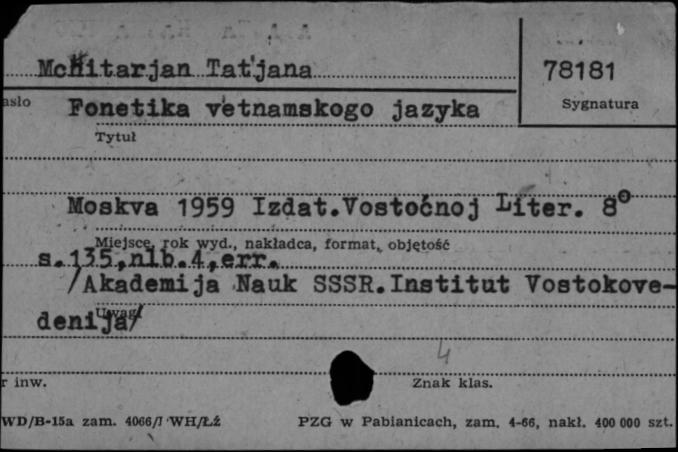 Mchitarjan Tat'jana
78181
asło
Fonetika v'etnamskogo jazyka
Sygnatura
Tytuł
Moskva 1959 Izdat.Vostočnoj Liter. 8°
Miejsce, rok wyd., nakładca, format, objętość
s.135,nlb.4,err.
/Akademija Nauk SSSR.Institut Vostokove-
Uwagi
denija/
4
r inw.
Znak klas.
WD/B-15a zam. 4066/I WH/Łź
PZG w Pabianicach, zam. 4-66, nakł. 400 000 szt.